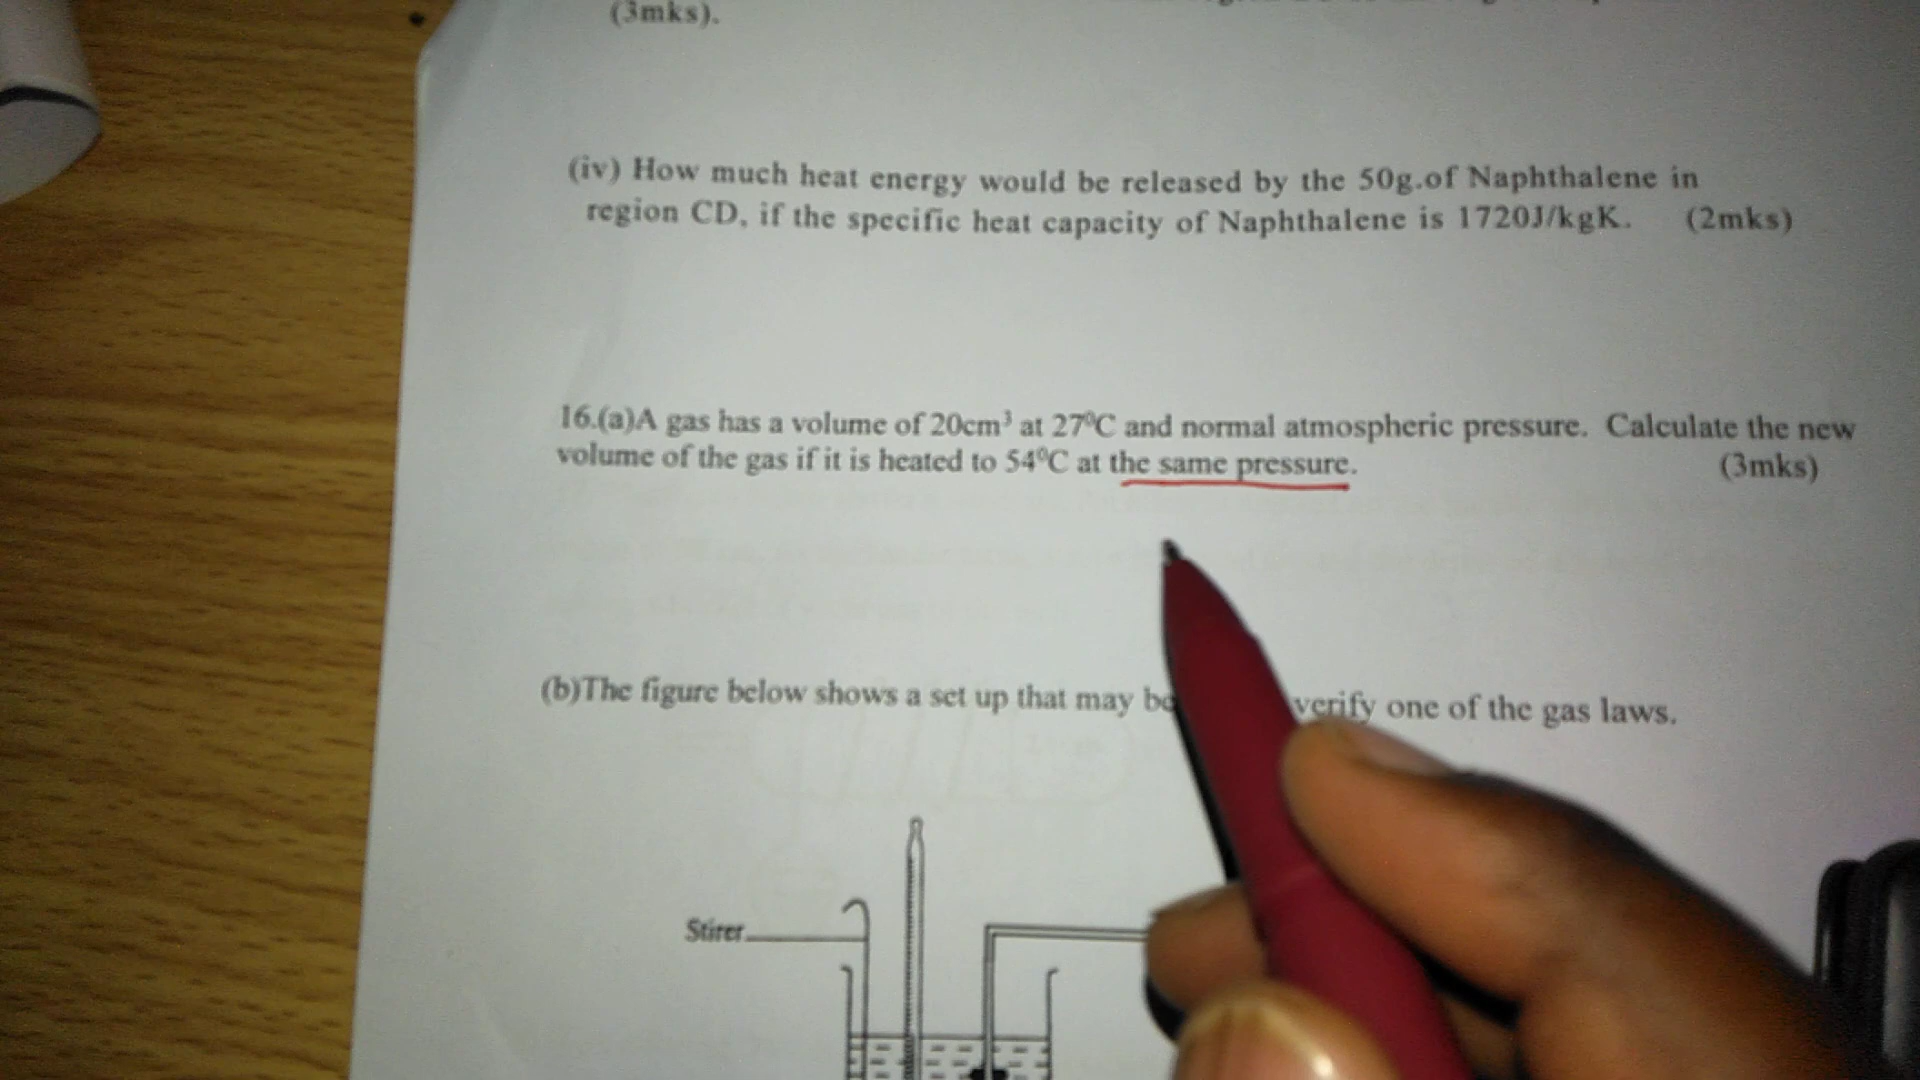 (3mks).
(iv) How much heat energy would be released by the 50g.of Naphthalene in
region CD, if the specific heat capacity of Naphthalene is 1720J/kgK. (2mks)
16.(a)A gas has a volume of 20cm³ at 27⁰C and normal atmospheric pressure. Calculate the new
volume of the gas if it is heated to 54⁰C at the same pressure. (3mks)
(b)The figure below shows a set up that may verify one of the gas laws.
Stirer